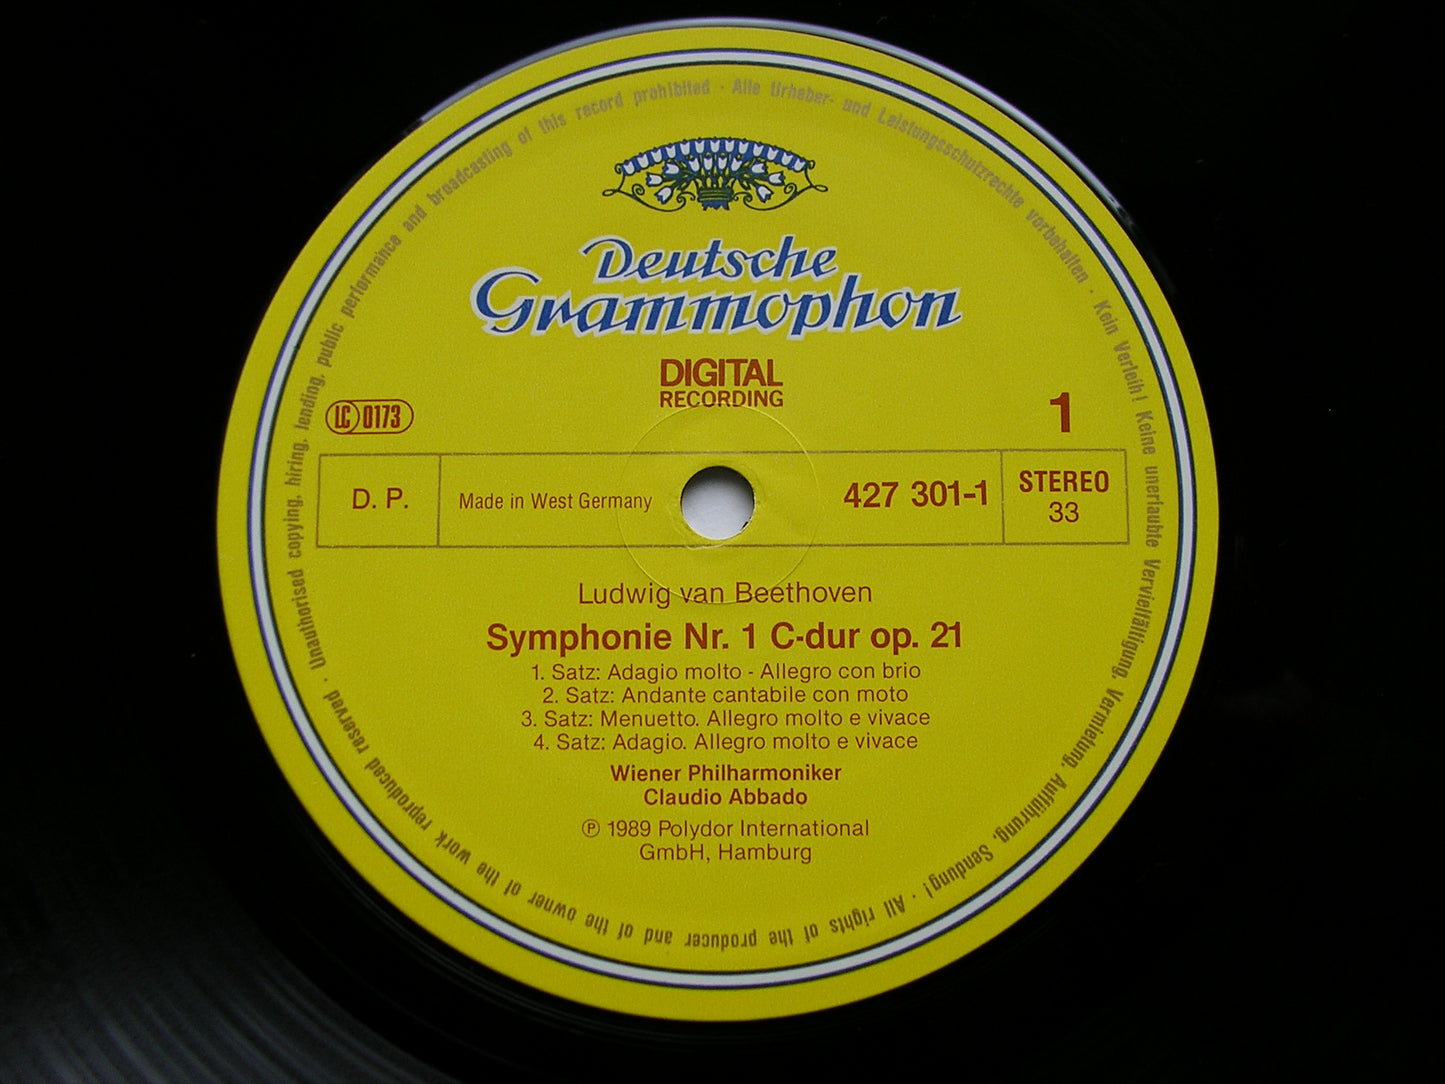 Deutsche
Grammophon
DIGITAL
RECORDING
LC 0173
1
D. P.
Made in West Germany
427 301-1
STEREO
33
Ludwig van Beethoven
Symphonie Nr. 1 C-dur op. 21
1. Satz: Adagio molto - Allegro con brio
2. Satz: Andante cantabile con moto
3. Satz: Menuetto. Allegro molto e vivace
4. Satz: Adagio. Allegro molto e vivace
Wiener Philharmoniker
Claudio Abbado
℗ 1989 Polydor International
GmbH, Hamburg
Alle Urheber- und Leistungsschutzrechte vorbehalten · Kein Verleih! Keine unerlaubte Vervielfältigung, Vermietung, Aufführung, Sendung! · All rights of the producer and of the owner of the work reproduced reserved · Unauthorised copying, hiring, lending, public performance and broadcasting of this record prohibited ·